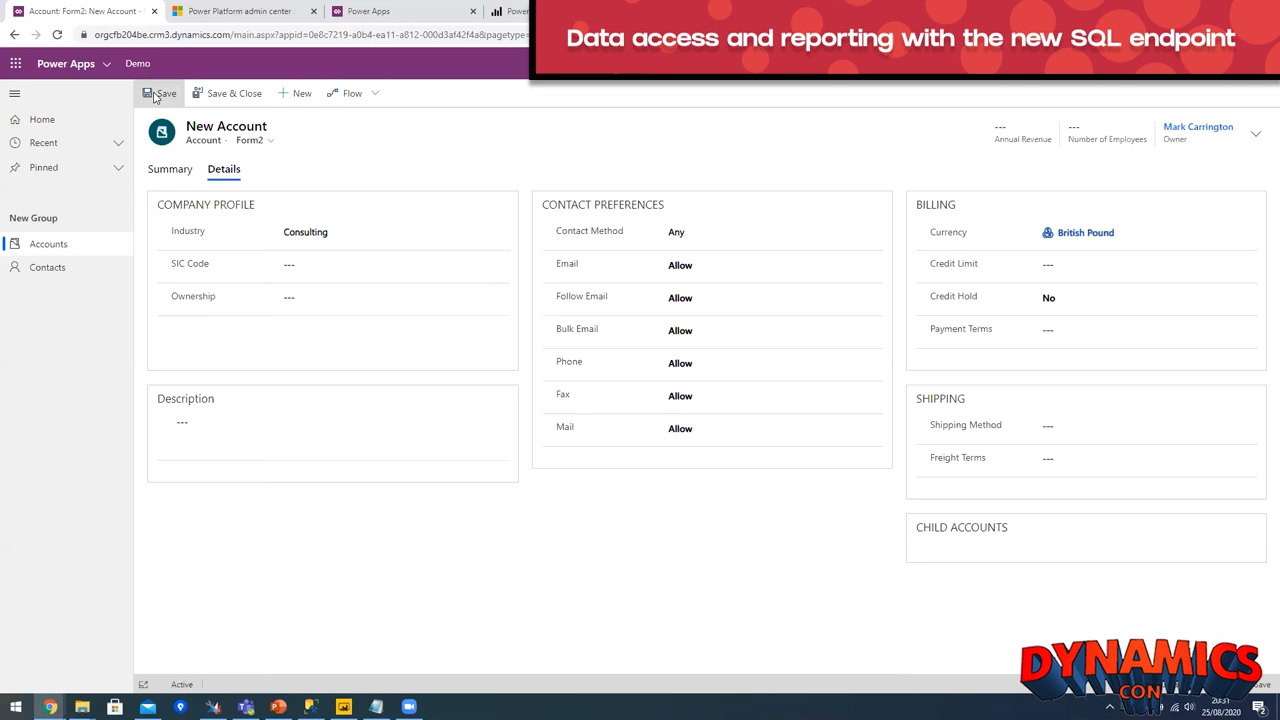 Account: Form2: New Account -
Power Platform admin center
Power Apps
Data access and reporting with the new SQL endpoint
orgcfb204be.crm3.dynamics.com/main.aspx?appid=0e8c7219-a0b4-ea11-a812-000d3af42f4a&pagetype=
Power Apps
Demo
Save
Save & Close
New
Flow
Home
Recent
Pinned
New Group
Accounts
Contacts
New Account
Account · Form2
---
Annual Revenue
---
Number of Employees
Mark Carrington
Owner
Summary
Details
COMPANY PROFILE
Industry Consulting
SIC Code ---
Ownership ---
Description
---
CONTACT PREFERENCES
Contact Method Any
Email Allow
Follow Email Allow
Bulk Email Allow
Phone Allow
Fax Allow
Mail Allow
BILLING
Currency British Pound
Credit Limit ---
Credit Hold No
Payment Terms ---
SHIPPING
Shipping Method ---
Freight Terms ---
CHILD ACCOUNTS
Active
DYNAMICS
CON
20:31
25/08/2020
2